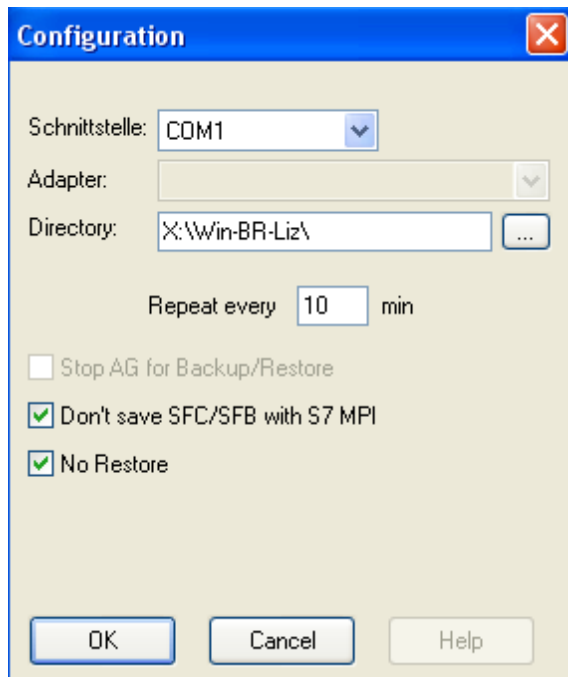 Configuration
Schnittstelle: COM1
Adapter:
Directory: X:\Win-BR-Liz\ ...
Repeat every 10 min
Stop AG for Backup/Restore
Don't save SFC/SFB with S7 MPI
No Restore
OK Cancel Help